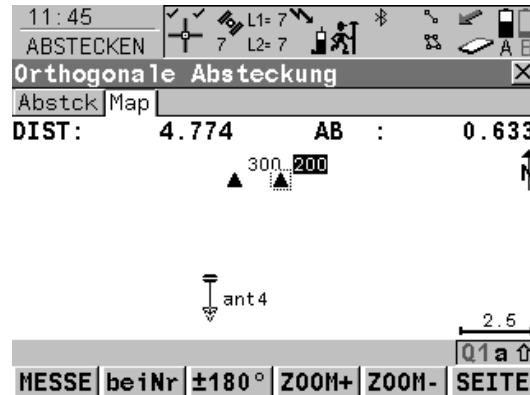 11:45 L1= 7
ABSTECKEN 7 L2= 7 A
Orthogonale Absteckung X
Abstck Map
DIST: 4.774 AB : 0.633
300 200
N
ant4
2.5
Q1 a
MESSE beiNr ±180° ZOOM+ ZOOM- SEITE